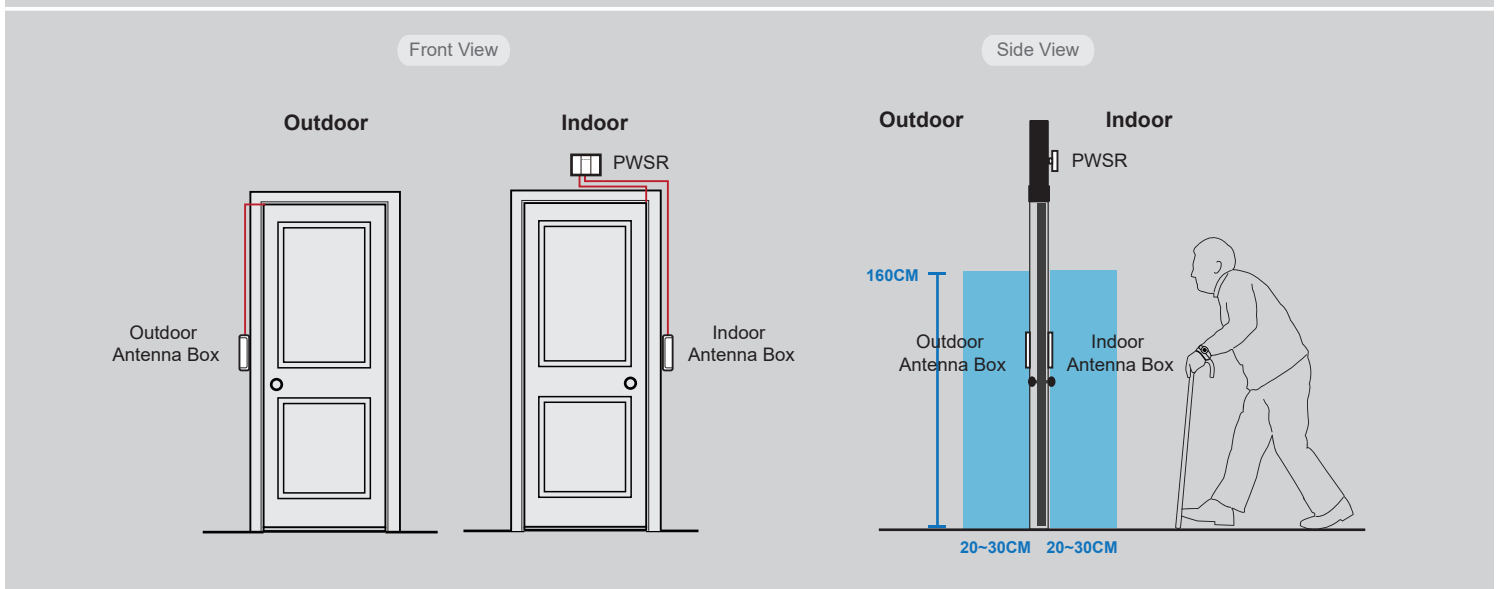 Front View
Outdoor
Indoor
PWSR
Outdoor
Antenna Box
Indoor
Antenna Box
Side View
Outdoor
Indoor
PWSR
160CM
Outdoor
Antenna Box
Indoor
Antenna Box
20~30CM
20~30CM